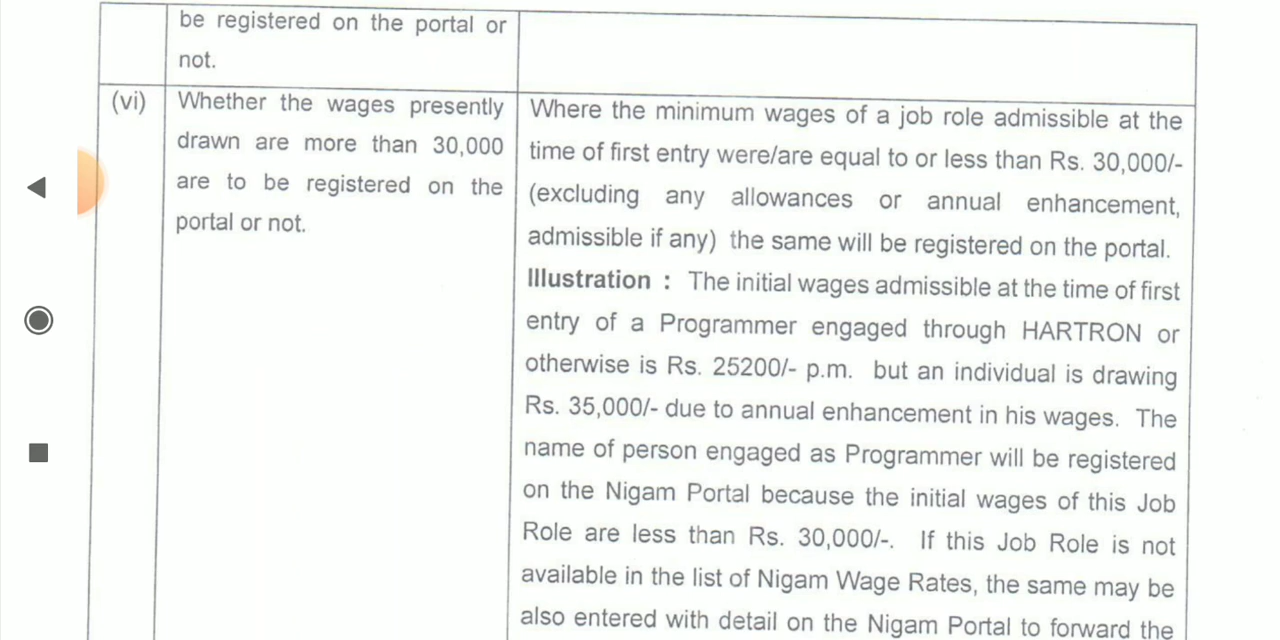 be registered on the portal or
not.
(vi)
Whether the wages presently
drawn are more than 30,000
are to be registered on the
portal or not.
Where the minimum wages of a job role admissible at the
time of first entry were/are equal to or less than Rs. 30,000/-
(excluding any allowances or annual enhancement,
admissible if any) the same will be registered on the portal.
Illustration : The initial wages admissible at the time of first
entry of a Programmer engaged through HARTRON or
otherwise is Rs. 25200/- p.m. but an individual is drawing
Rs. 35,000/- due to annual enhancement in his wages. The
name of person engaged as Programmer will be registered
on the Nigam Portal because the initial wages of this Job
Role are less than Rs. 30,000/-. If this Job Role is not
available in the list of Nigam Wage Rates, the same may be
also entered with detail on the Nigam Portal to forward the